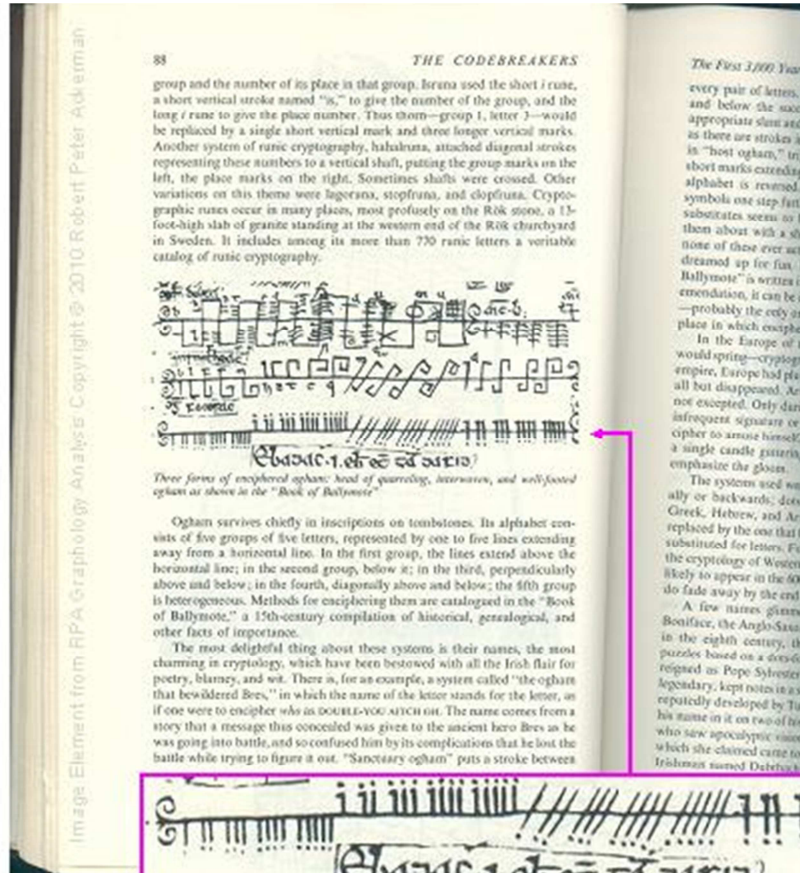 88 THE CODEBREAKERS
group and the number of its place in that group. Isruna used the short i rune,
a short vertical stroke named "is," to give the number of the group, and the
long i rune to give the place number. Thus thorn—group 1, letter 3—would
be replaced by a single short vertical mark and three longer vertical marks.
Another system of runic cryptography, hahalruna, attached diagonal strokes
representing these numbers to a vertical shaft, putting the group marks on the
left, the place marks on the right. Sometimes shafts were crossed. Other
variations on this theme were lagoruna, stopfruna, and clopfruna. Crypto-
graphic runes occur in many places, most profusely on the Rök stone, a 13-
foot-high slab of granite standing at the western end of the Rök churchyard
in Sweden. It includes among its more than 770 runic letters a veritable
catalog of runic cryptography.
Three forms of enciphered ogham: head of quarreling, interwoven, and well-footed
ogham as shown in the "Book of Ballymote"
Ogham survives chiefly in inscriptions on tombstones. Its alphabet con-
sists of five groups of five letters, represented by one to five lines extending
away from a horizontal line. In the first group, the lines extend above the
horizontal line; in the second group, below it; in the third, perpendicularly
above and below; in the fourth, diagonally above and below; the fifth group
is heterogeneous. Methods for enciphering them are catalogued in the "Book
of Ballymote," a 15th-century compilation of historical, genealogical, and
other facts of importance.
The most delightful thing about these systems is their names, the most
charming in cryptology, which have been bestowed with all the Irish flair for
poetry, blarney, and wit. There is, for an example, a system called "the ogham
that bewildered Bres," in which the name of the letter stands for the letter, as
if one were to encipher who as DOUBLE-YOU AITCH OH. The name comes from a
story that a message thus concealed was given to the ancient hero Bres as he
was going into battle, and so confused him by its complications that he lost the
battle while trying to figure it out. "Sanctuary ogham" puts a stroke between
The First 3,000 Years
every pair of letters.
and below the
appropriate slant and
as there are strokes
in "host ogham,"
short marks extending
alphabet is reversed
symbols one step
substitutes seems to
them about with a
none of these ever
dreamed up for fun.
Ballymote" is written
emendation, it can be
—probably the only
place in which
In the Europe of
would spring—
empire, Europe had
all but disappeared.
not excepted. Only
infrequent signature or
cipher to amuse himself
a single candle
emphasize the gloom.
The systems used
ally or backwards;
Greek, Hebrew, and
replaced by the one that
substituted for letters.
the cryptology of Western
likely to appear in the
do fade away by the end
A few names
Boniface, the Anglo-Saxon
in the eighth century,
puzzles based on a
reigned as Pope Sylvester
legendary, kept notes in a
repeatedly developed by
his name in it on two of his
who saw apocalyptic
which she claimed came to
Irishman named
Image Element from RPA Graphology Analysis Copyright © 2010 Robert Peter Ackerman